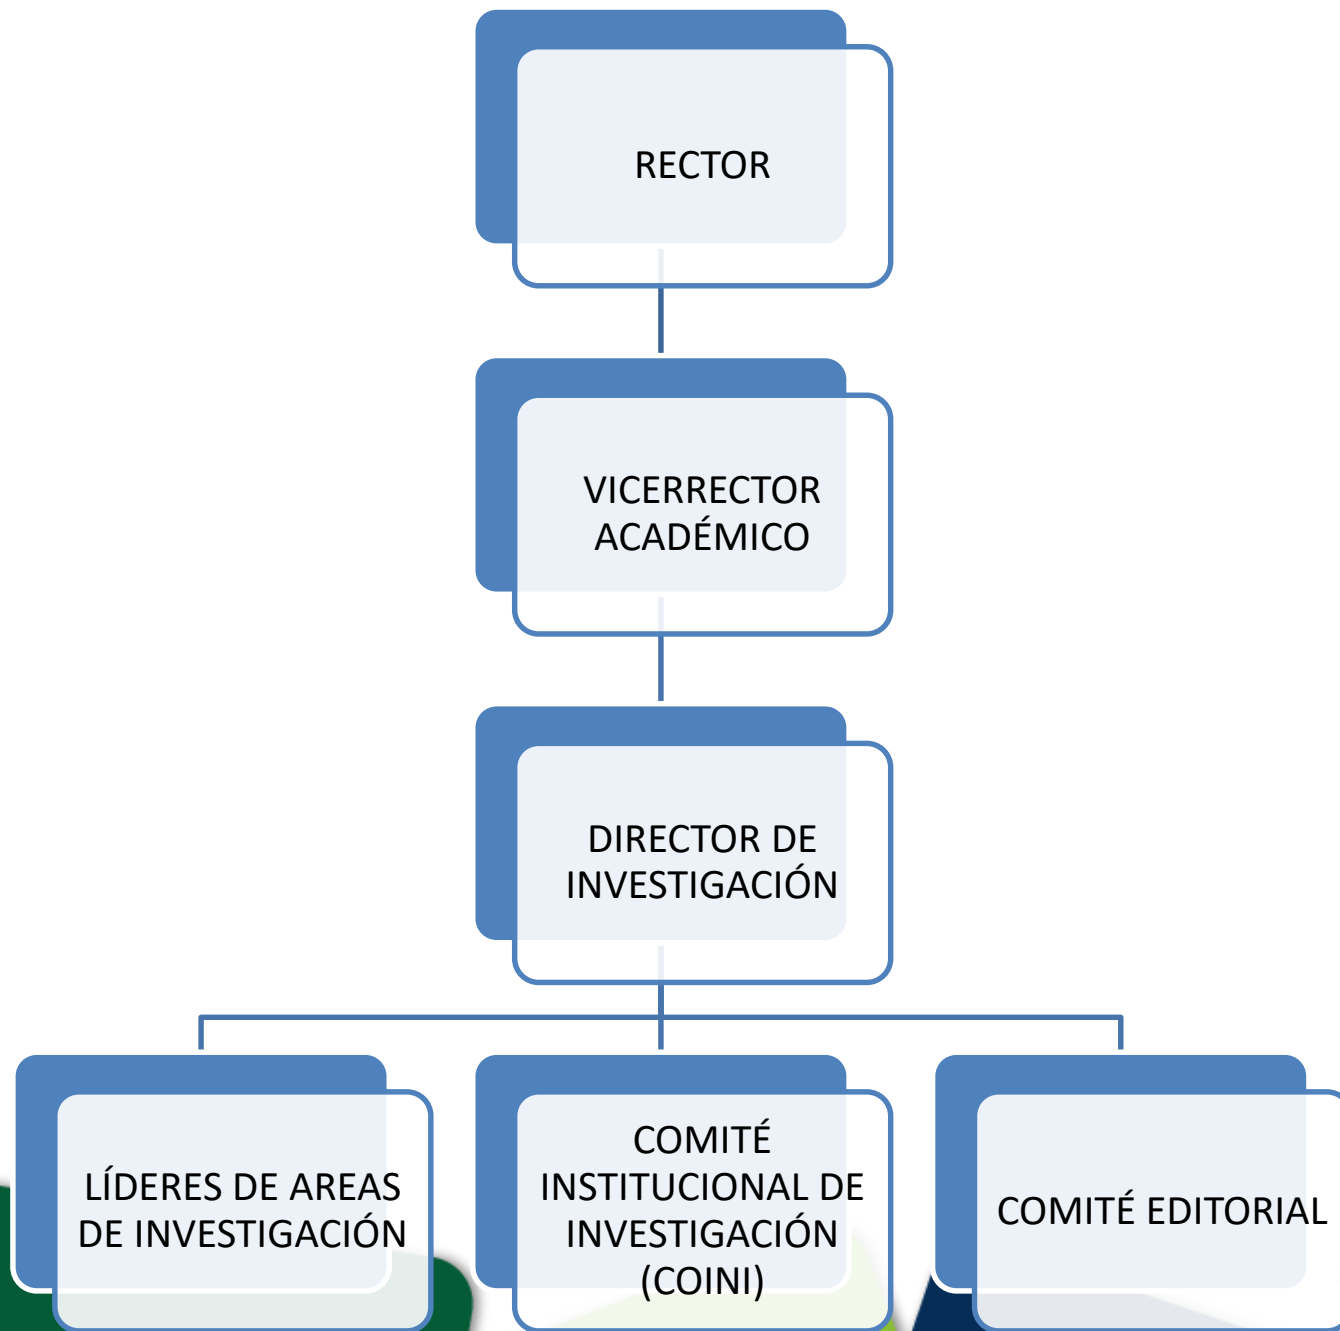 RECTOR
VICERRECTOR
ACADÉMICO
DIRECTOR DE
INVESTIGACIÓN
LÍDERES DE AREAS
DE INVESTIGACIÓN
COMITÉ
INSTITUCIONAL DE
INVESTIGACIÓN
(COINI)
COMITÉ EDITORIAL